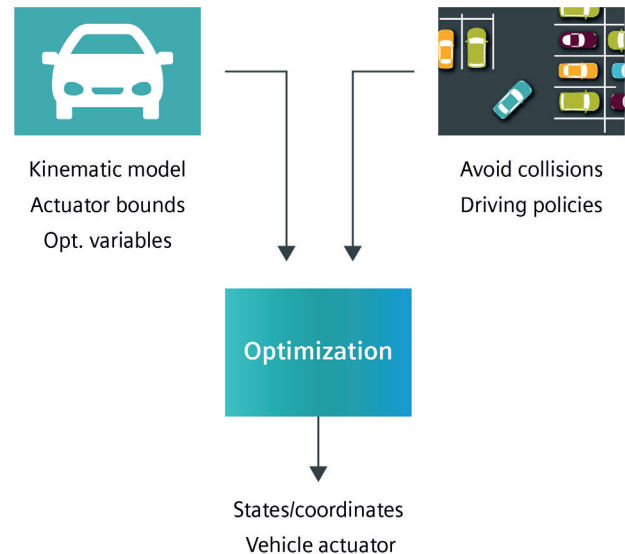 Kinematic model
Actuator bounds
Opt. variables
Avoid collisions
Driving policies
Optimization
States/coordinates
Vehicle actuator